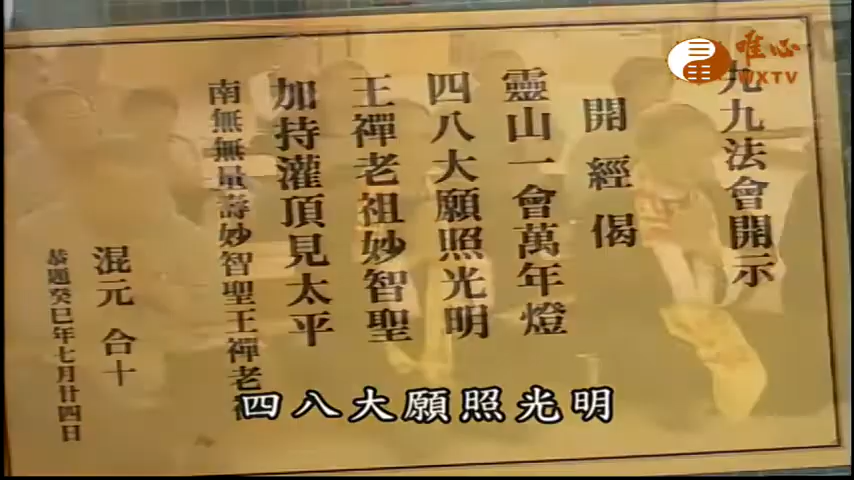 唯心
WXTV
九九法會開示
開經偈
靈山一會萬年燈
四八大願照光明
王禪老祖妙智聖
加持灌頂見太平
南無無量壽妙智聖王禪老
混元 合十
恭題癸巳年七月廿四日
四八大願照光明